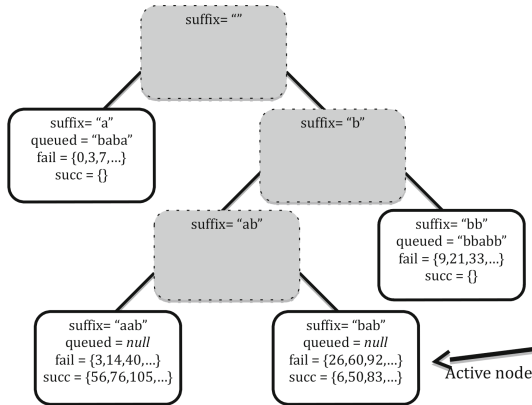 suffix= “”
suffix= “a”
queued = “baba”
fail = {0,3,7,...}
succ = {}
suffix= “b”
suffix= “ab”
suffix= “bb”
queued = “bbabb”
fail = {9,21,33,...}
succ = {}
suffix= “aab”
queued = null
fail = {3,14,40,...}
succ = {56,76,105,...}
suffix= “bab”
queued = null
fail = {26,60,92,...}
succ = {6,50,83,...}
Active node